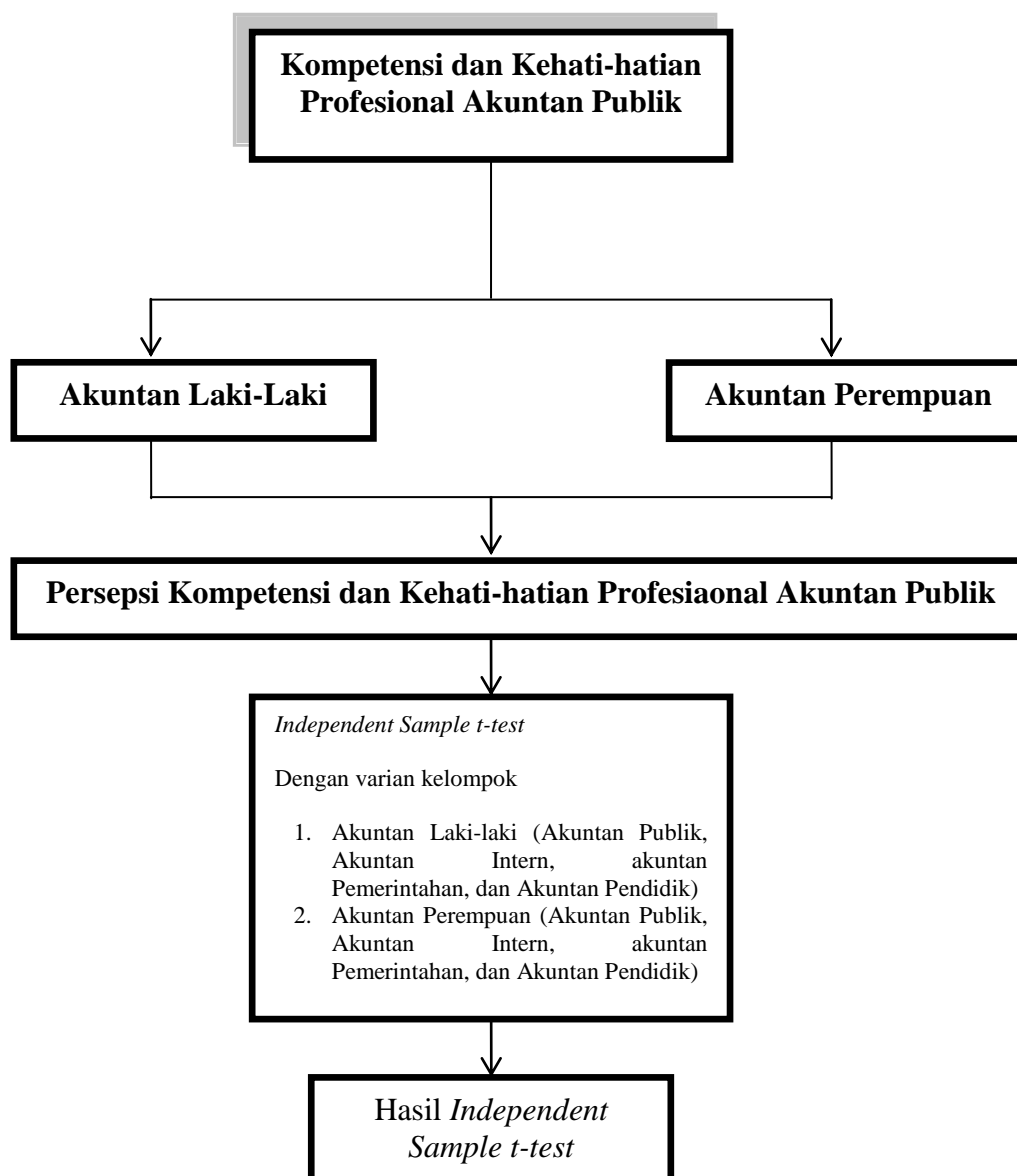 Kompetensi dan Kehati-hatian
Profesional Akuntan Publik
Akuntan Laki-Laki
Akuntan Perempuan
Persepsi Kompetensi dan Kehati-hatian Profesiaonal Akuntan Publik
Independent Sample t-test
Dengan varian kelompok
1. Akuntan Laki-laki (Akuntan Publik,
Akuntan Intern, akuntan
Pemerintahan, dan Akuntan Pendidik)
2. Akuntan Perempuan (Akuntan Publik,
Akuntan Intern, akuntan
Pemerintahan, dan Akuntan Pendidik)
Hasil Independent
Sample t-test